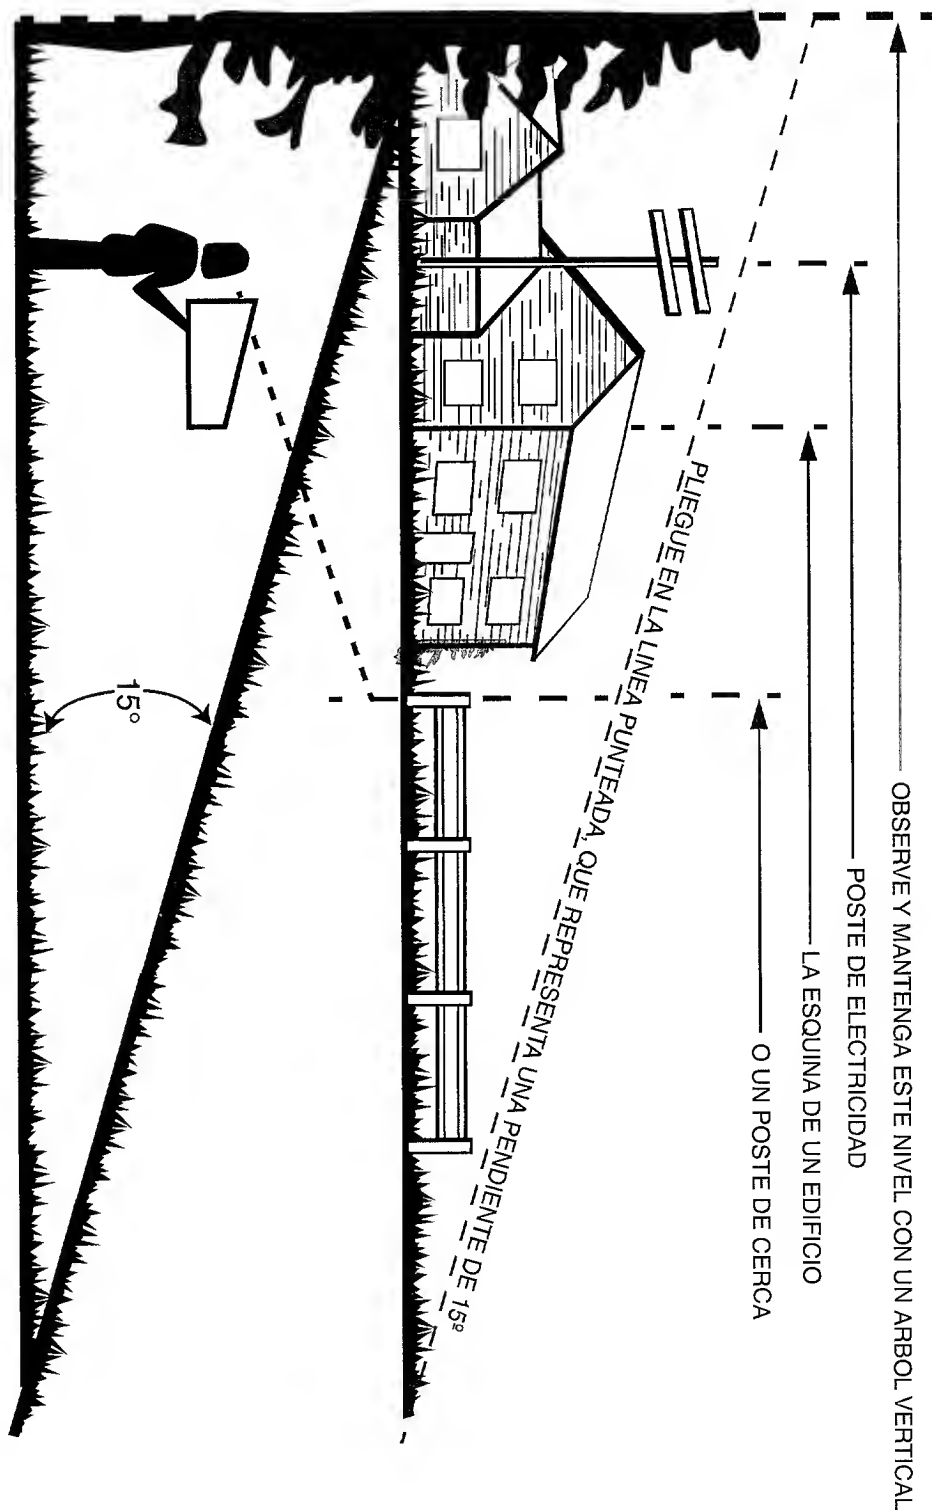 OBSERVE Y MANTENGA ESTE NIVEL CON UN ARBOL VERTICAL
POSTE DE ELECTRICIDAD
LA ESQUINA DE UN EDIFICIO
O UN POSTE DE CERCA
PLIEGUE EN LA LINEA PUNTEADA, QUE REPRESENTA UNA PENDIENTE DE 15º
15°